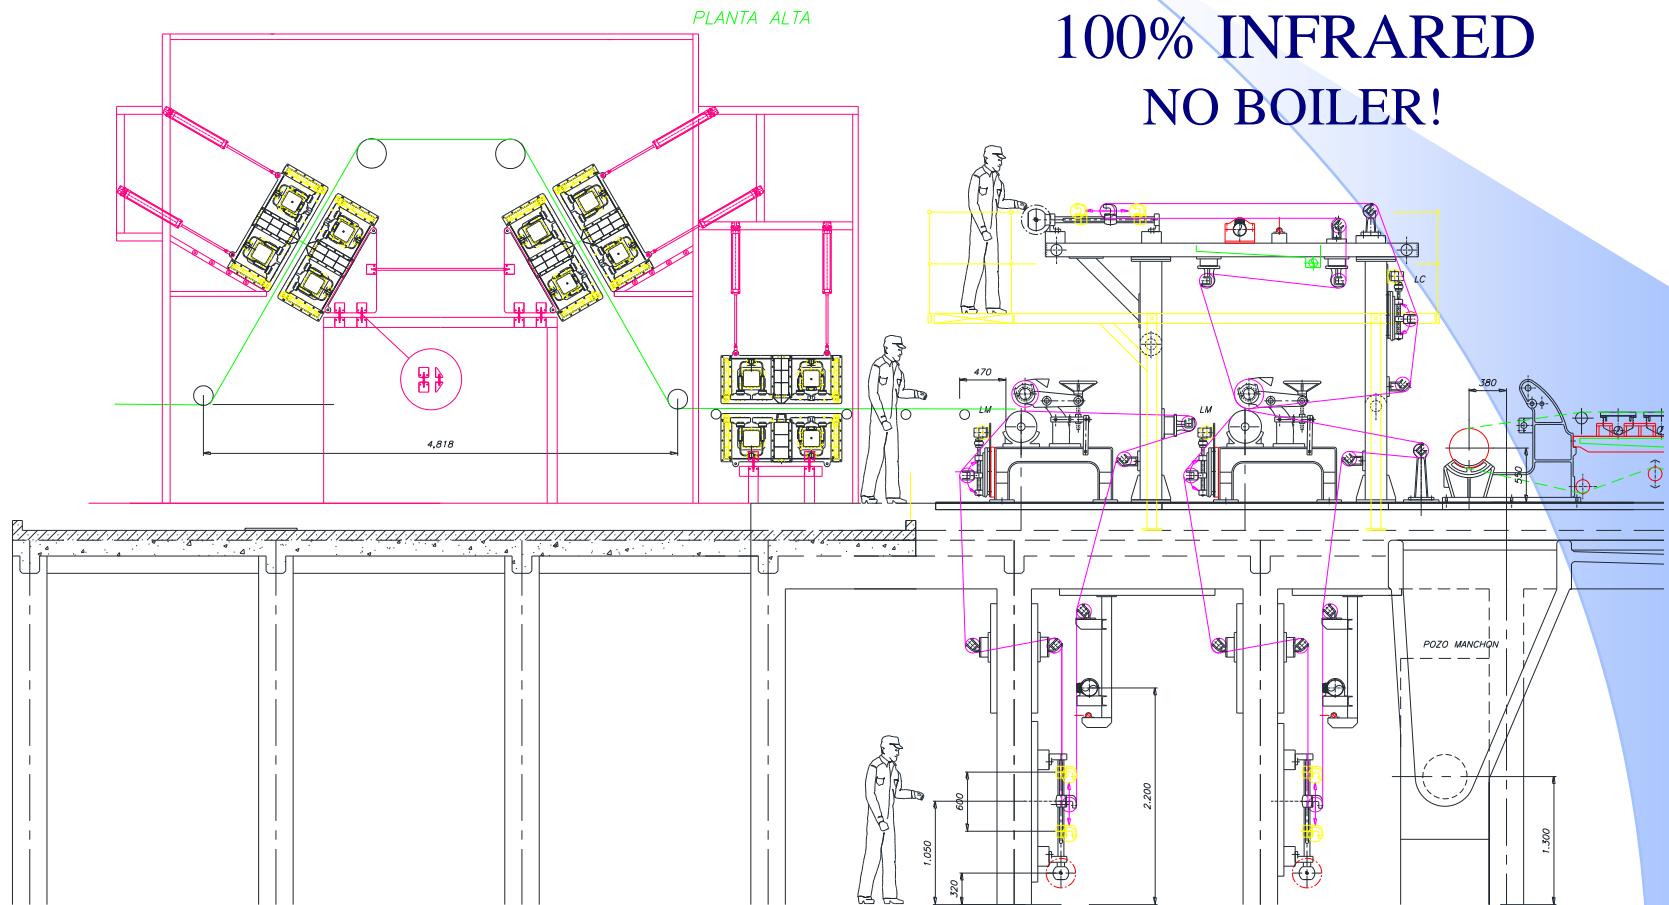 PLANTA ALTA
100% INFRARED
NO BOILER!
LC
470
380
LM
LM
4,818
550
POZO MANCHON
600
2.200
1.050
1.300
320